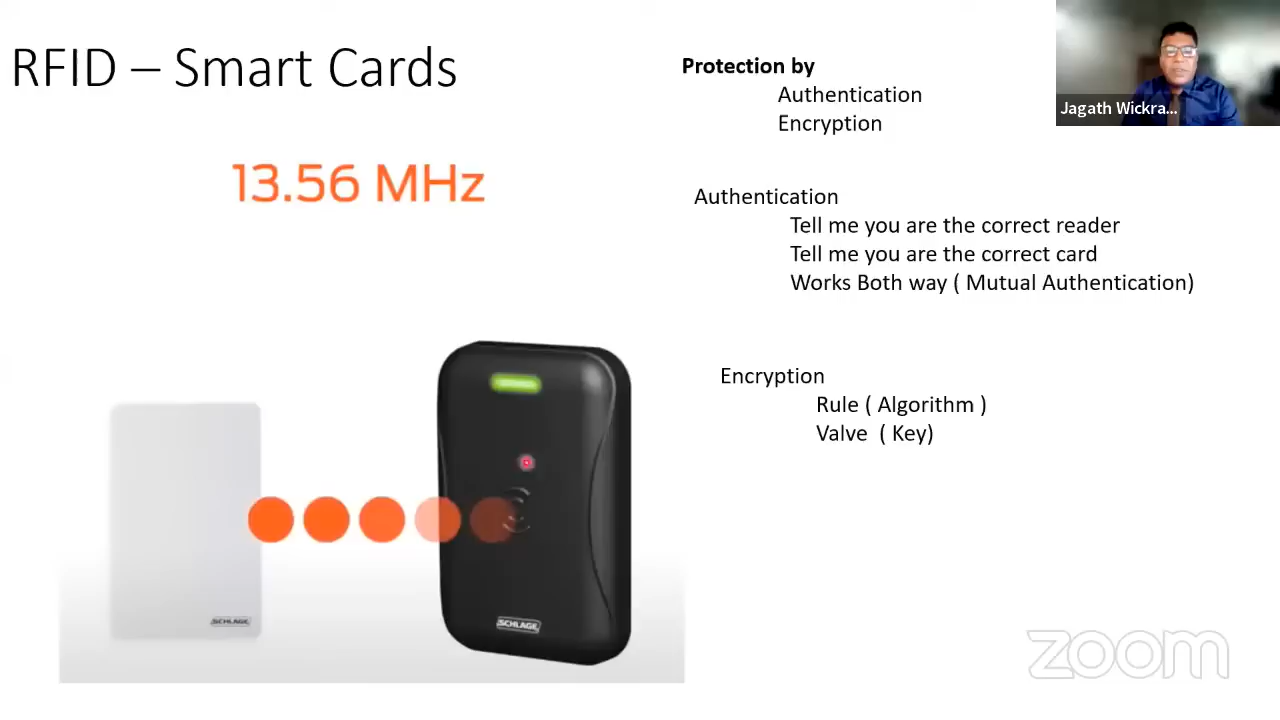 RFID – Smart Cards
13.56 MHz
SCHLAGE
SCHLAGE
Protection by
Authentication
Encryption
Authentication
Tell me you are the correct reader
Tell me you are the correct card
Works Both way ( Mutual Authentication)
Encryption
Rule ( Algorithm )
Valve ( Key)
Jagath Wickra...
zoom